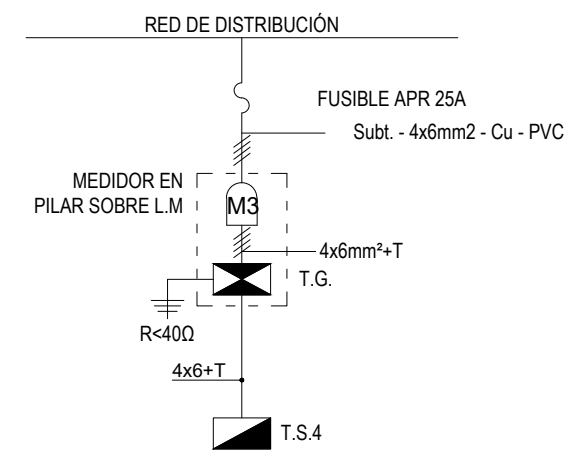 RED DE DISTRIBUCIÓN
FUSIBLE APR 25A
Subt. - 4x6mm2 - Cu - PVC
MEDIDOR EN
PILAR SOBRE L.M
M3
4x6mm²+T
T.G.
R<40Ω
4x6+T
T.S.4